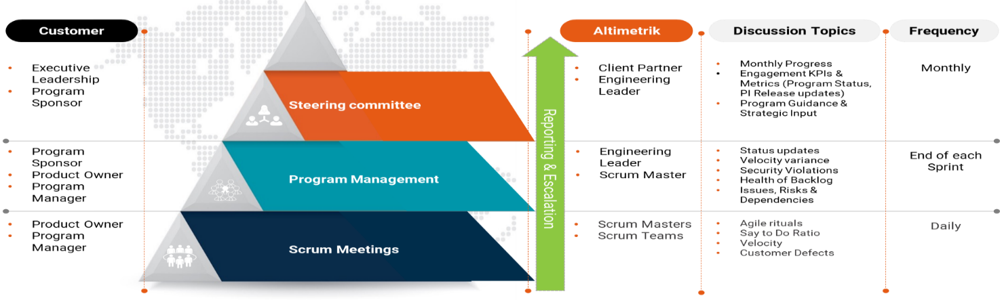 Customer
Altimetrik
Discussion Topics
Frequency
Executive
Leadership
Program
Sponsor
Steering committee
Client Partner
Engineering
Leader
Monthly Progress
Engagement KPIs &
Metrics (Program Status,
PI Release updates)
Program Guidance &
Strategic Input
Monthly
Program
Sponsor
Product Owner
Program
Manager
Program Management
Reporting & Escalation
Engineering
Leader
Scrum Master
Status updates
Velocity variance
Security Violations
Health of Backlog
Issues, Risks &
Dependencies
End of each
Sprint
Product Owner
Program
Manager
Scrum Meetings
Scrum Masters
Scrum Teams
Agile rituals
Say to Do Ratio
Velocity
Customer Defects
Daily